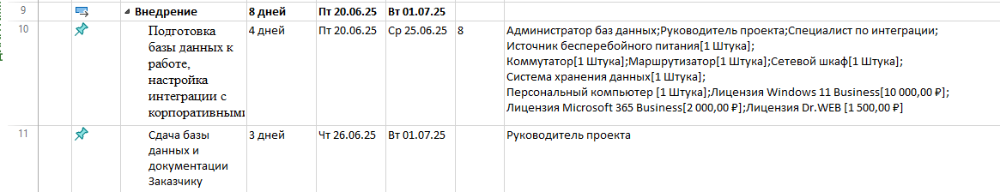 9 Внедрение 8 дней Пт 20.06.25 Вт 01.07.25
10 Подготовка 4 дней Пт 20.06.25 Ср 25.06.25 8 Администратор баз данных;Руководитель проекта;Специалист по интеграции;
базы данных к Источник бесперебойного питания[1 Штука];
работе, Коммутатор[1 Штука];Маршрутизатор[1 Штука];Сетевой шкаф[1 Штука];
настройка Система хранения данных[1 Штука];
интеграции с Персональный компьютер [1 Штука];Лицензия Windows 11 Business[10 000,00 ₽];
корпоративными Лицензия Microsoft 365 Business[2 000,00 ₽];Лицензия Dr.WEB [1 500,00 ₽]
11 Сдача базы 3 дней Чт 26.06.25 Вт 01.07.25 Руководитель проекта
данных и
документации
Заказчику